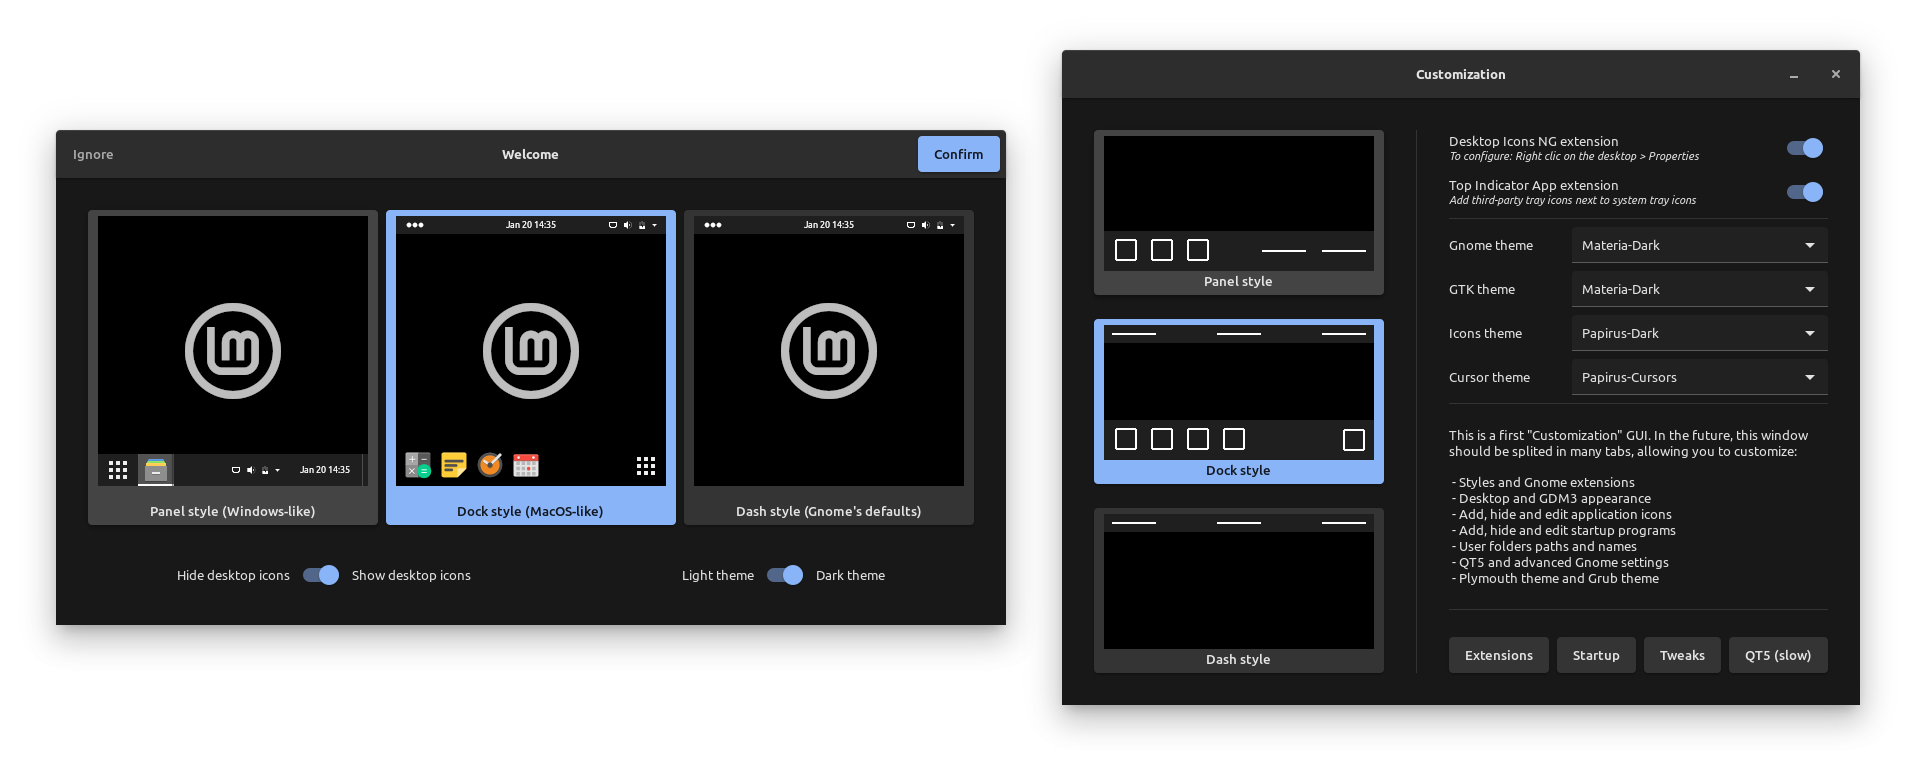 Ignore
Welcome
Confirm
Jan 20 14:35
Jan 20 14:35
Jan 20 14:35
Panel style (Windows-like)
Dock style (MacOS-like)
Dash style (Gnome's defaults)
Hide desktop icons
Show desktop icons
Light theme
Dark theme
Customization
Panel style
Dock style
Dash style
Desktop Icons NG extension
To configure: Right clic on the desktop > Properties
Top Indicator App extension
Add third-party tray icons next to system tray icons
Gnome theme
Materia-Dark
GTK theme
Materia-Dark
Icons theme
Papirus-Dark
Cursor theme
Papirus-Cursors
This is a first "Customization" GUI. In the future, this window
should be splited in many tabs, allowing you to customize:
- Styles and Gnome extensions
- Desktop and GDM3 appearance
- Add, hide and edit application icons
- Add, hide and edit startup programs
- User folders paths and names
- QT5 and advanced Gnome settings
- Plymouth theme and Grub theme
Extensions
Startup
Tweaks
QT5 (slow)